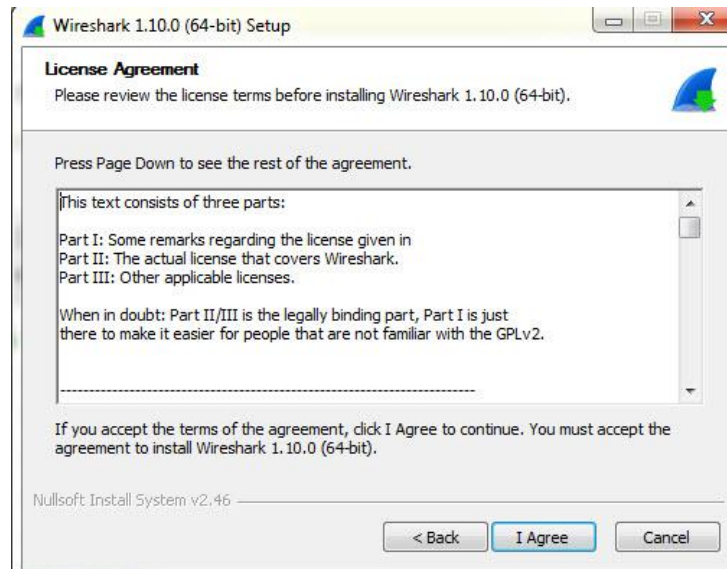 Wireshark 1.10.0 (64-bit) Setup
License Agreement
Please review the license terms before installing Wireshark 1.10.0 (64-bit).
Press Page Down to see the rest of the agreement.
This text consists of three parts:
Part I: Some remarks regarding the license given in
Part II: The actual license that covers Wireshark.
Part III: Other applicable licenses.
When in doubt: Part II/III is the legally binding part, Part I is just
there to make it easier for people that are not familiar with the GPLv2.
-------------------------------------------------------------------------
If you accept the terms of the agreement, click I Agree to continue. You must accept the
agreement to install Wireshark 1.10.0 (64-bit).
Nullsoft Install System v2.46
< Back I Agree Cancel